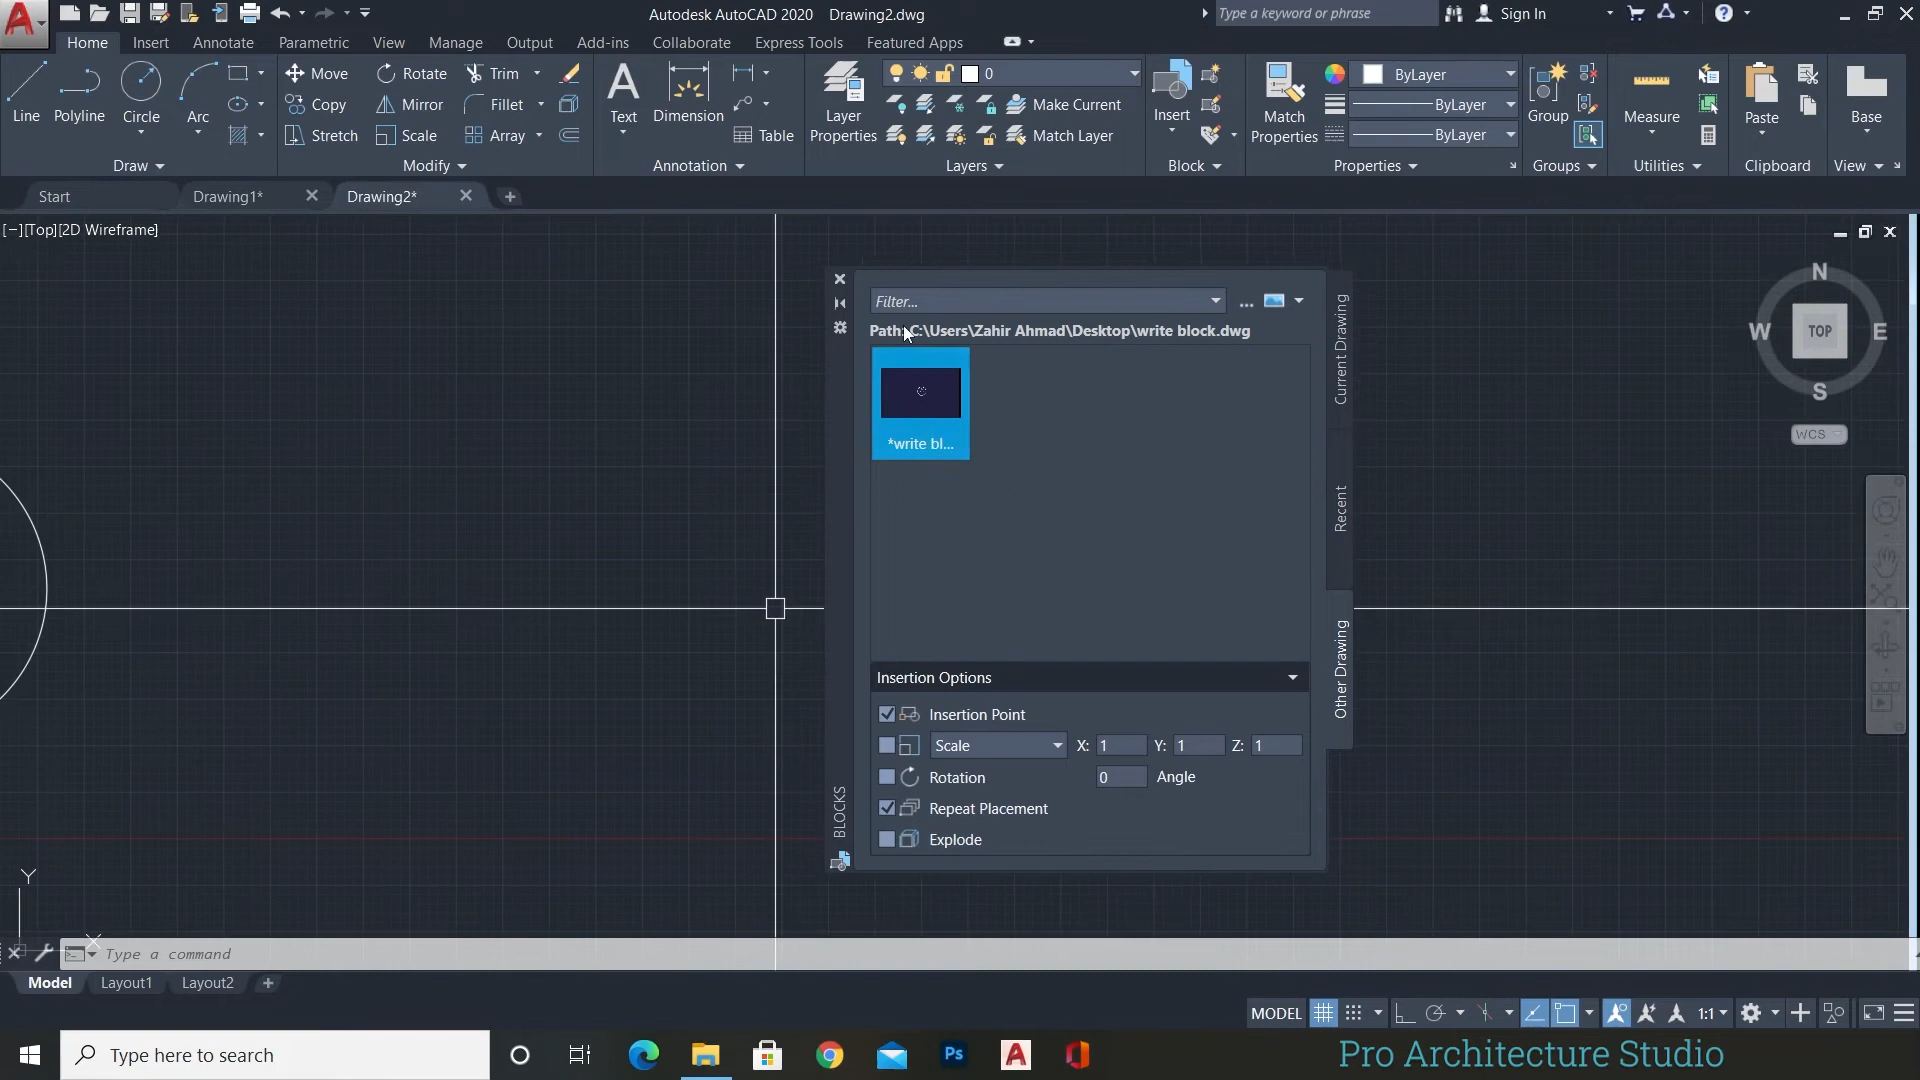 Autodesk AutoCAD 2020 Drawing2.dwg
Type a keyword or phrase
Sign In
Home Insert Annotate Parametric View Manage Output Add-ins Collaborate Express Tools Featured Apps
Line Polyline Circle Arc
Draw
Move Rotate Trim
Copy Mirror Fillet
Stretch Scale Array
Modify
Text Dimension Table
Annotation
Layer Properties
0
Make Current
Match Layer
Layers
Insert
Block
Match Properties
ByLayer
ByLayer
ByLayer
Properties
Group
Groups
Measure
Utilities
Paste
Clipboard
Base
View
Start Drawing1* Drawing2*
[−][Top][2D Wireframe]
N
W TOP E
S
WCS
Filter...
Path: C:\Users\Zahir Ahmad\Desktop\write block.dwg
*write bl...
Current Drawing
Recent
Other Drawing
BLOCKS
Insertion Options
Insertion Point
Scale X: 1 Y: 1 Z: 1
Rotation 0 Angle
Repeat Placement
Explode
Y
X
Type a command
Model Layout1 Layout2
MODEL 1:1
Type here to search
Ps
Pro Architecture Studio